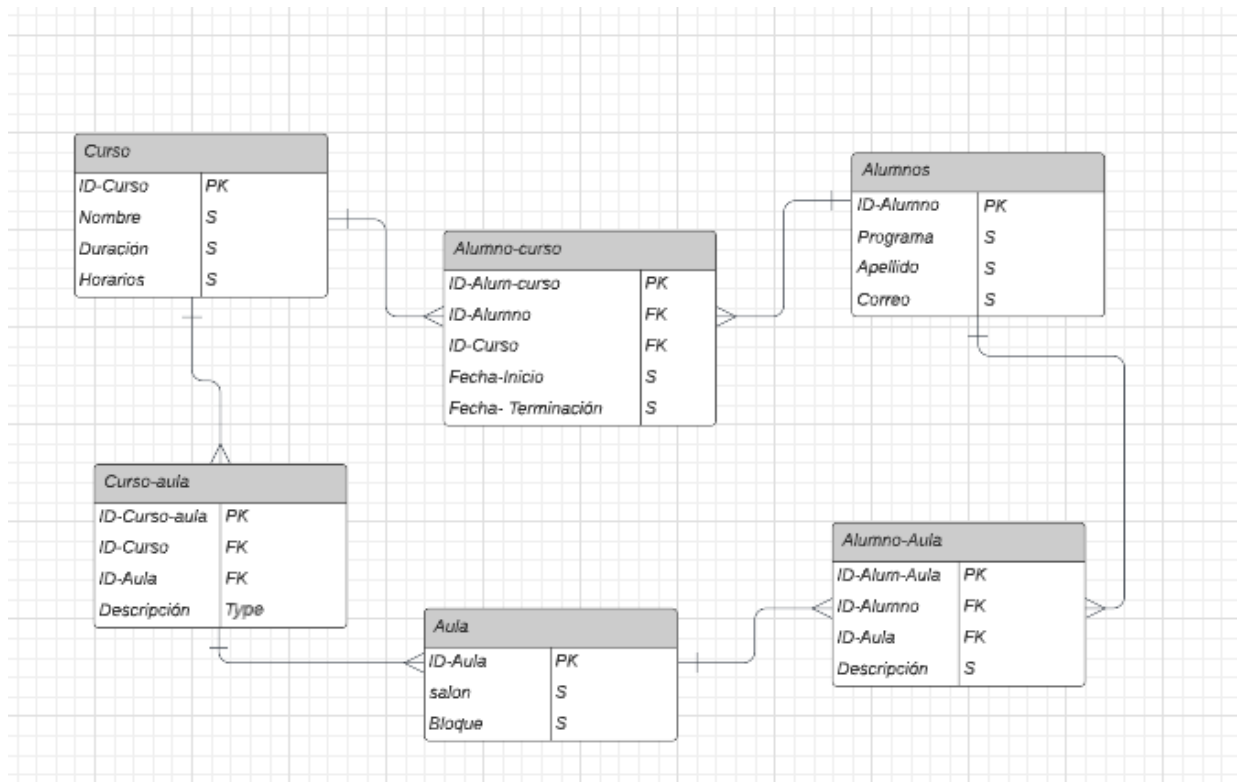 Curso
ID-Curso PK
Nombre S
Duración S
Horarios S
Alumnos
ID-Alumno PK
Programa S
Apellido S
Correo S
Alumno-curso
ID-Alum-curso PK
ID-Alumno FK
ID-Curso FK
Fecha-Inicio S
Fecha- Terminación S
Curso-aula
ID-Curso-aula PK
ID-Curso FK
ID-Aula FK
Descripción Type
Alumno-Aula
ID-Alum-Aula PK
ID-Alumno FK
ID-Aula FK
Descripción S
Aula
ID-Aula PK
salon S
Bloque S